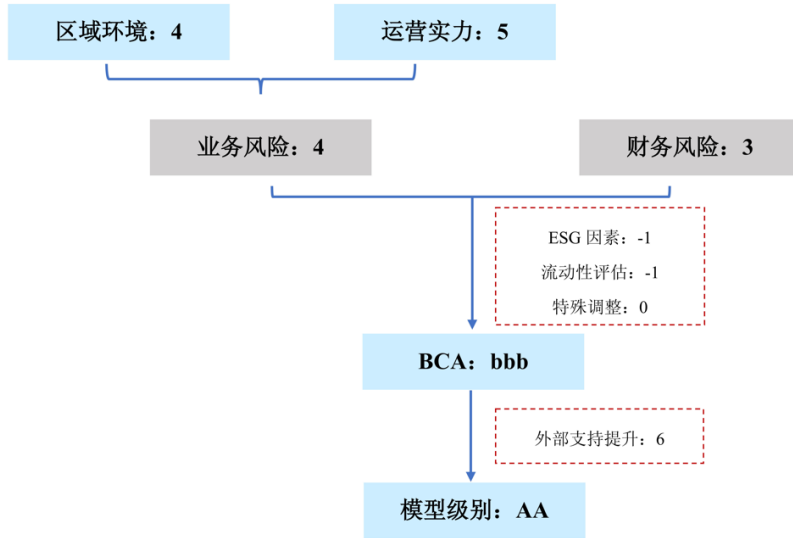 区域环境：4
运营实力：5
业务风险：4
财务风险：3
ESG 因素：-1
流动性评估：-1
特殊调整：0
BCA：bbb
外部支持提升：6
模型级别：AA